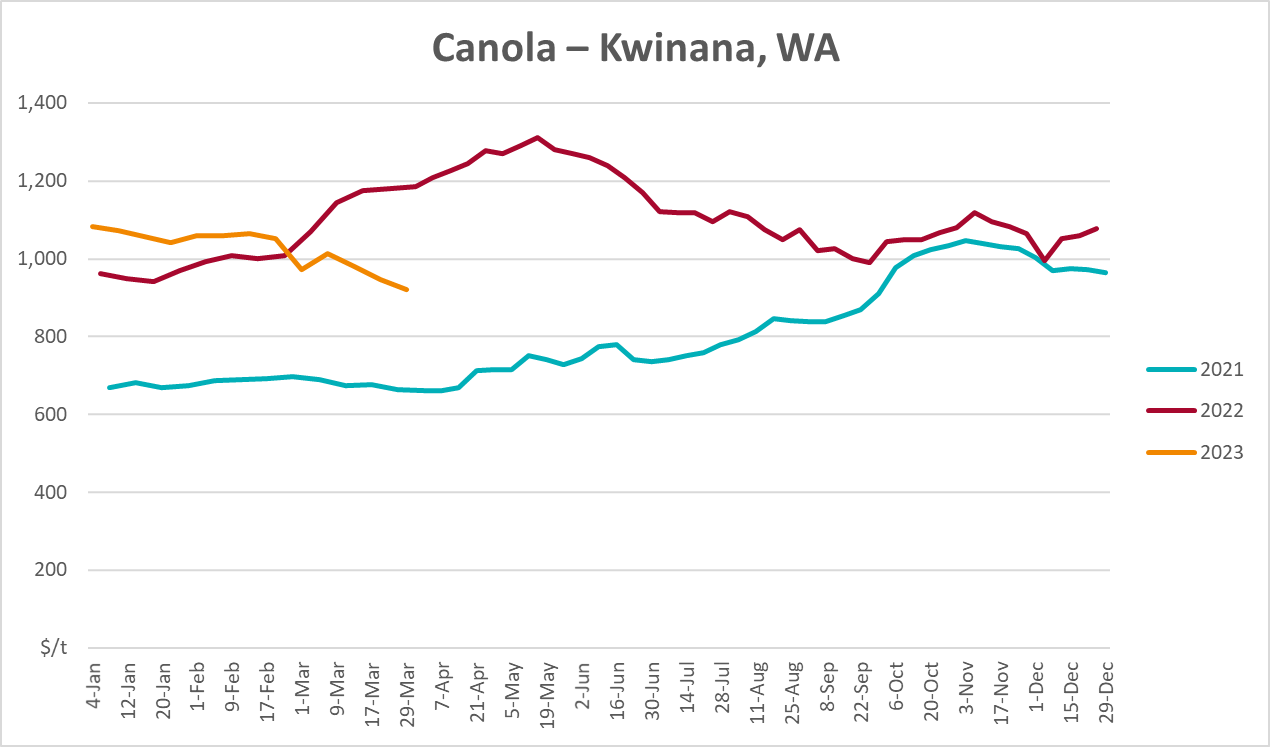 Canola – Kwinana, WA
1,400
1,200
1,000
800
600
400
200
$/t
4-Jan
12-Jan
20-Jan
1-Feb
9-Feb
17-Feb
1-Mar
9-Mar
17-Mar
29-Mar
7-Apr
21-Apr
5-May
19-May
2-Jun
16-Jun
30-Jun
14-Jul
28-Jul
11-Aug
25-Aug
8-Sep
22-Sep
6-Oct
20-Oct
3-Nov
17-Nov
1-Dec
15-Dec
29-Dec
2021
2022
2023